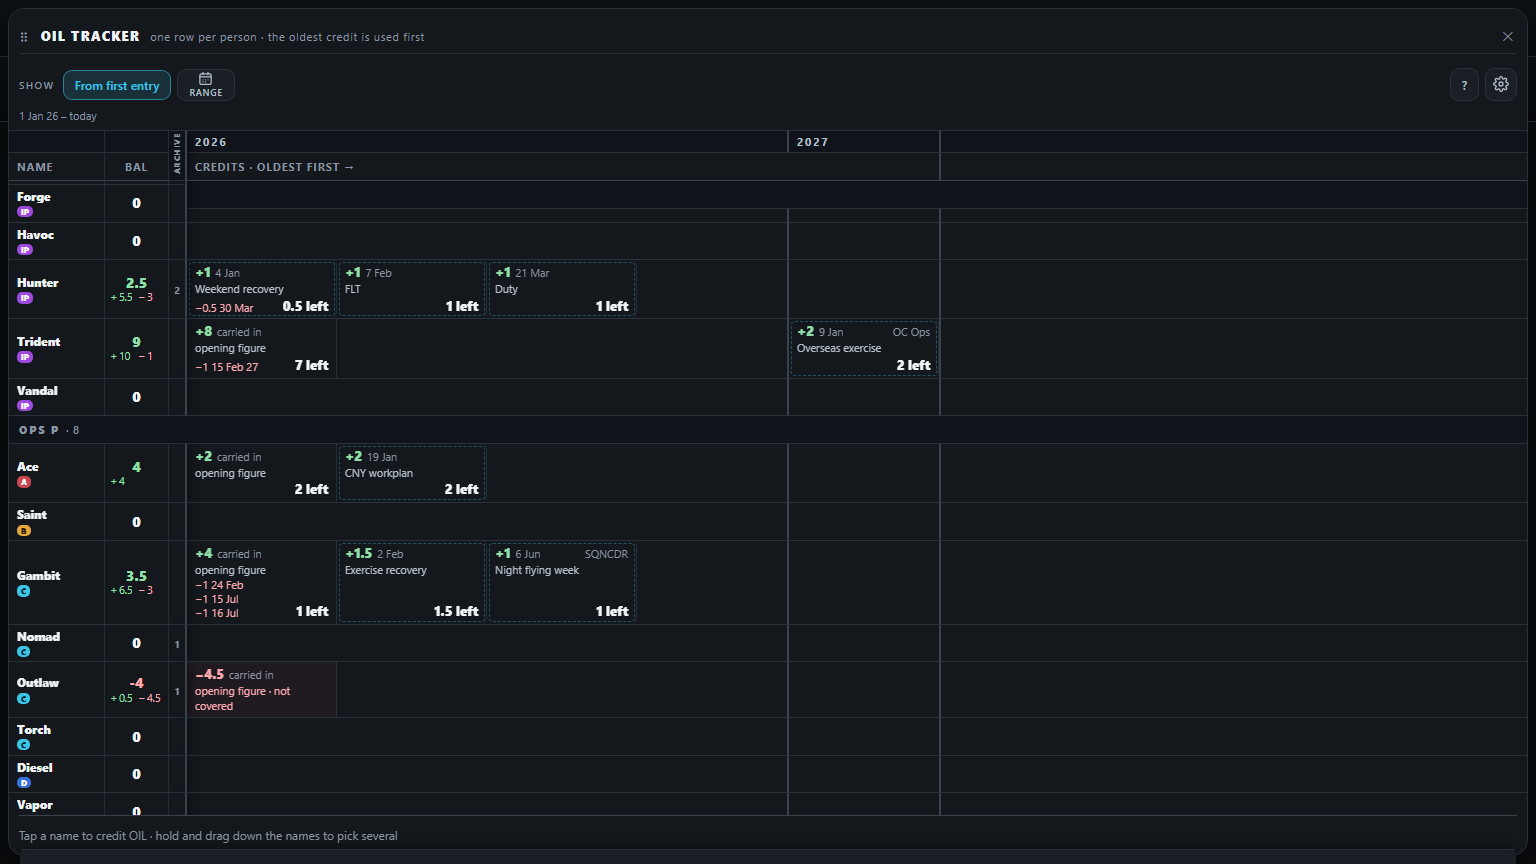 OIL TRACKER one row per person · the oldest credit is used first
SHOW From first entry RANGE ?
1 Jan 26 – today
ARCHIVE
2026 2027
NAME BAL CREDITS · OLDEST FIRST →
Forge 0
IP
Havoc 0
IP
Hunter 2.5 +5.5 −3 2
IP
+1 4 Jan
Weekend recovery
−0.5 30 Mar 0.5 left
+1 7 Feb
FLT
1 left
+1 21 Mar
Duty
1 left
Trident 9 +10 −1
IP
+8 carried in
opening figure
−1 15 Feb 27 7 left
+2 9 Jan OC Ops
Overseas exercise
2 left
Vandal 0
IP
OPS P · 8
Ace 4 +4
A
+2 carried in
opening figure
2 left
+2 19 Jan
CNY workplan
2 left
Saint 0
B
Gambit 3.5 +6.5 −3
C
+4 carried in
opening figure
−1 24 Feb
−1 15 Jul
−1 16 Jul 1 left
+1.5 2 Feb
Exercise recovery
1.5 left
+1 6 Jun SQNCDR
Night flying week
1 left
Nomad 0 1
C
Outlaw -4 +0.5 −4.5 1
C
−4.5 carried in
opening figure · not
covered
Torch 0
C
Diesel 0
D
Vapor 0
Tap a name to credit OIL · hold and drag down the names to pick several